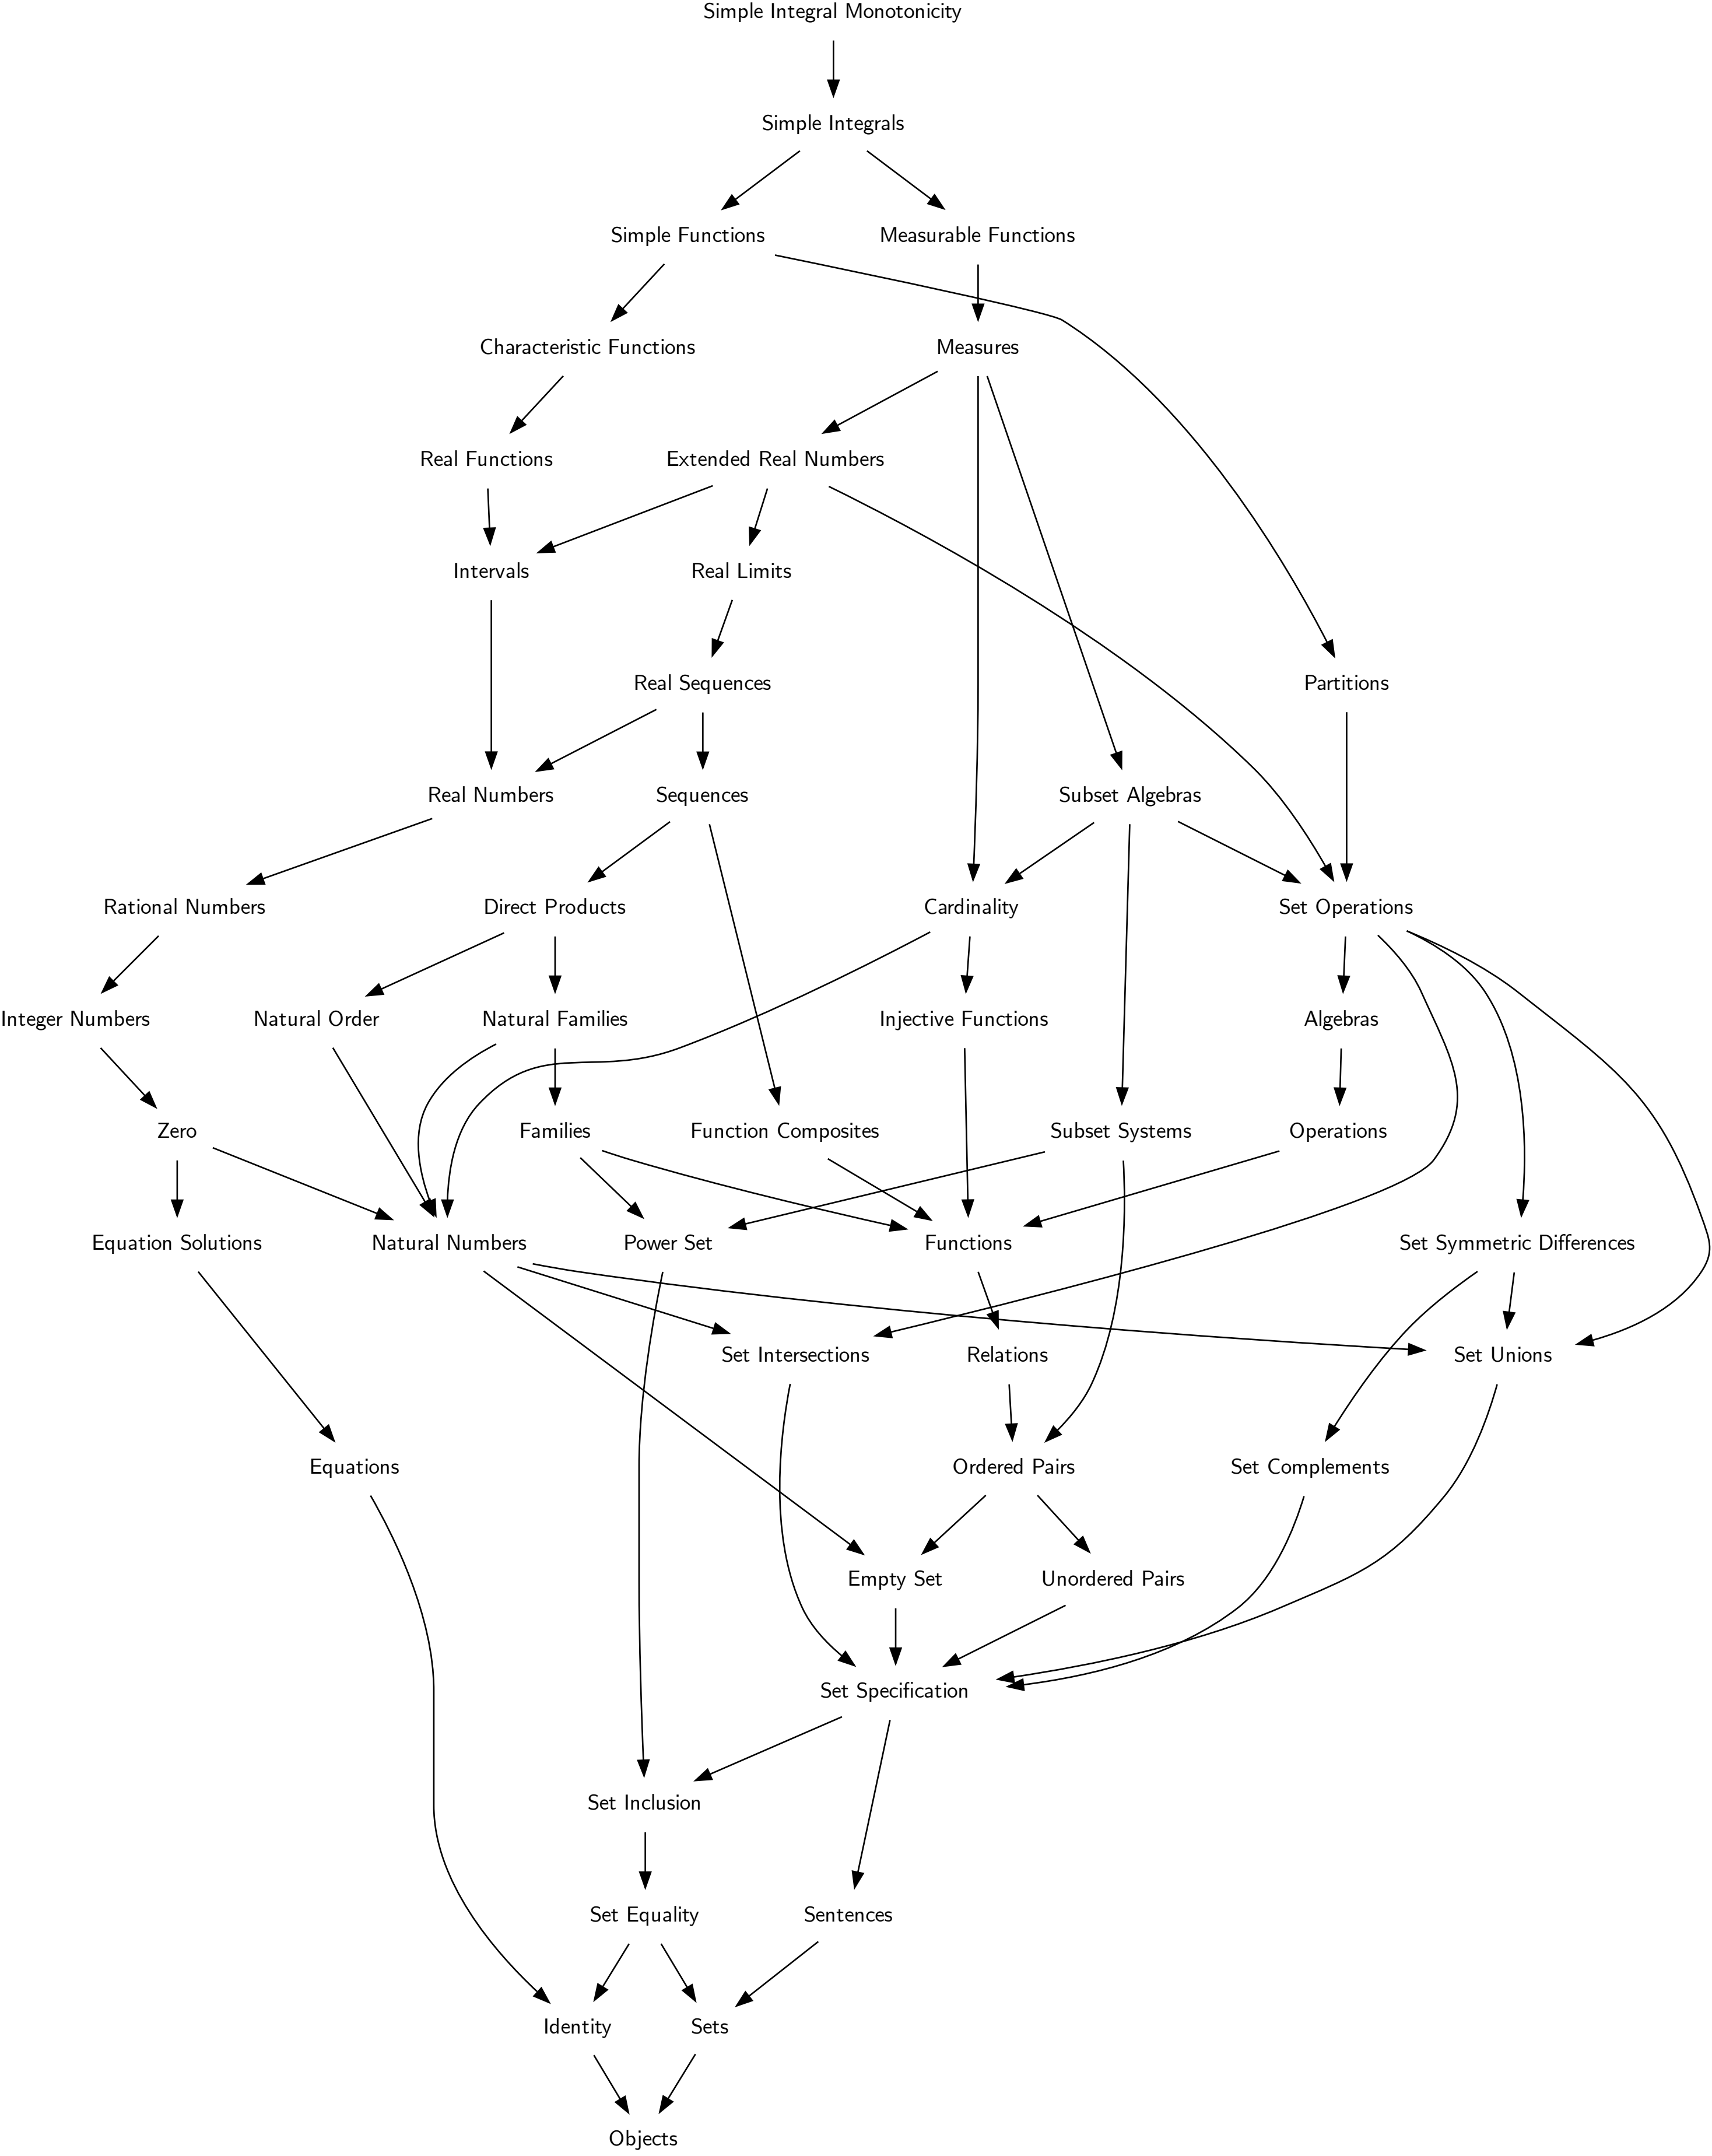 Simple Integral Monotonicity
Simple Integrals
Simple Functions
Measurable Functions
Characteristic Functions
Measures
Real Functions
Extended Real Numbers
Intervals
Real Limits
Real Sequences
Partitions
Real Numbers
Sequences
Subset Algebras
Rational Numbers
Direct Products
Cardinality
Set Operations
Integer Numbers
Natural Order
Natural Families
Injective Functions
Algebras
Zero
Families
Function Composites
Subset Systems
Operations
Equation Solutions
Natural Numbers
Power Set
Functions
Set Symmetric Differences
Set Intersections
Relations
Set Unions
Equations
Ordered Pairs
Set Complements
Empty Set
Unordered Pairs
Set Specification
Set Inclusion
Set Equality
Sentences
Identity
Sets
Objects